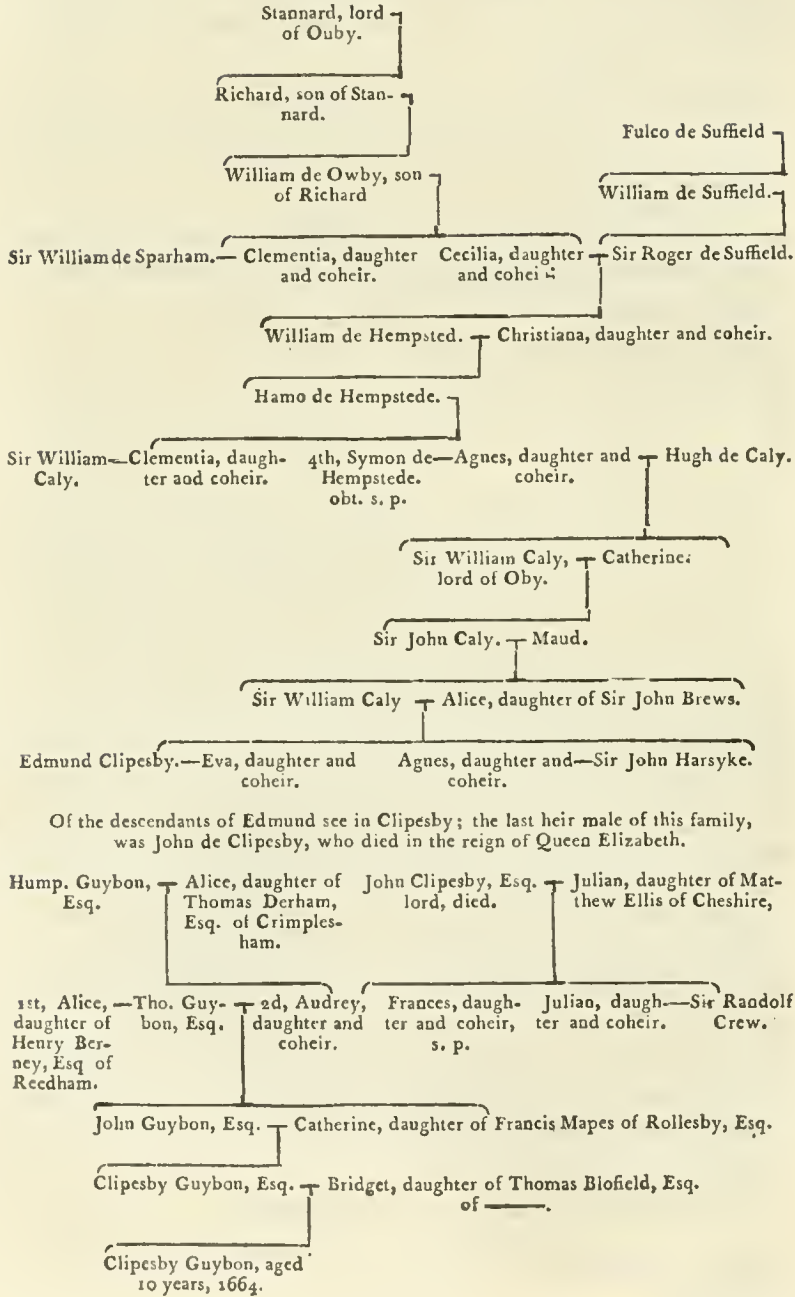 Stannard, lord
of Ouby.
Richard, son of Stan-
nard.
Fulco de Suffield
William de Owby, son
of Richard
William de Suffield.
Sir William de Sparham.— Clementia, daughter
and coheir.
Cecilia, daughter
and cohei
Sir Roger de Suffield.
William de Hempsted.
Christiana, daughter and coheir.
Hamo de Hempstede.
Sir William
Caly.
Clementia, daugh-
ter and coheir.
4th, Symon de
Hempstede.
obt. s. p.
Agnes, daughter and
coheir.
Hugh de Caly.
Sir William Caly,
lord of Oby.
Catherine.
Sir John Caly.
Maud.
Sir William Caly
Alice, daughter of Sir John Brews.
Edmund Clipesby.—Eva, daughter and
coheir.
Agnes, daughter and—Sir John Harsyke.
coheir.
Of the descendants of Edmund see in Clipesby; the last heir male of this family,
was John de Clipesby, who died in the reign of Queen Elizabeth.
Hump. Guybon,
Esq.
Alice, daughter of
Thomas Derham,
Esq. of Crimples-
ham.
John Clipesby, Esq.
lord, died.
Julian, daughter of Mat-
thew Ellis of Cheshire,
1st, Alice,
daughter of
Henry Ber-
ney, Esq of
Reedham.
—Tho. Guy-
bon, Esq.
2d, Audrey,
daughter and
coheir.
Frances, daugh-
ter and coheir,
s. p.
Julian, daugh-
ter and coheir.
—Sir Randolf
Crew.
John Guybon, Esq.
Catherine, daughter of Francis Mapes of Rollesby, Esq.
Clipesby Guybon, Esq.
Bridget, daughter of Thomas Blofield, Esq.
of ———.
Clipesby Guybon, aged
10 years, 1664.